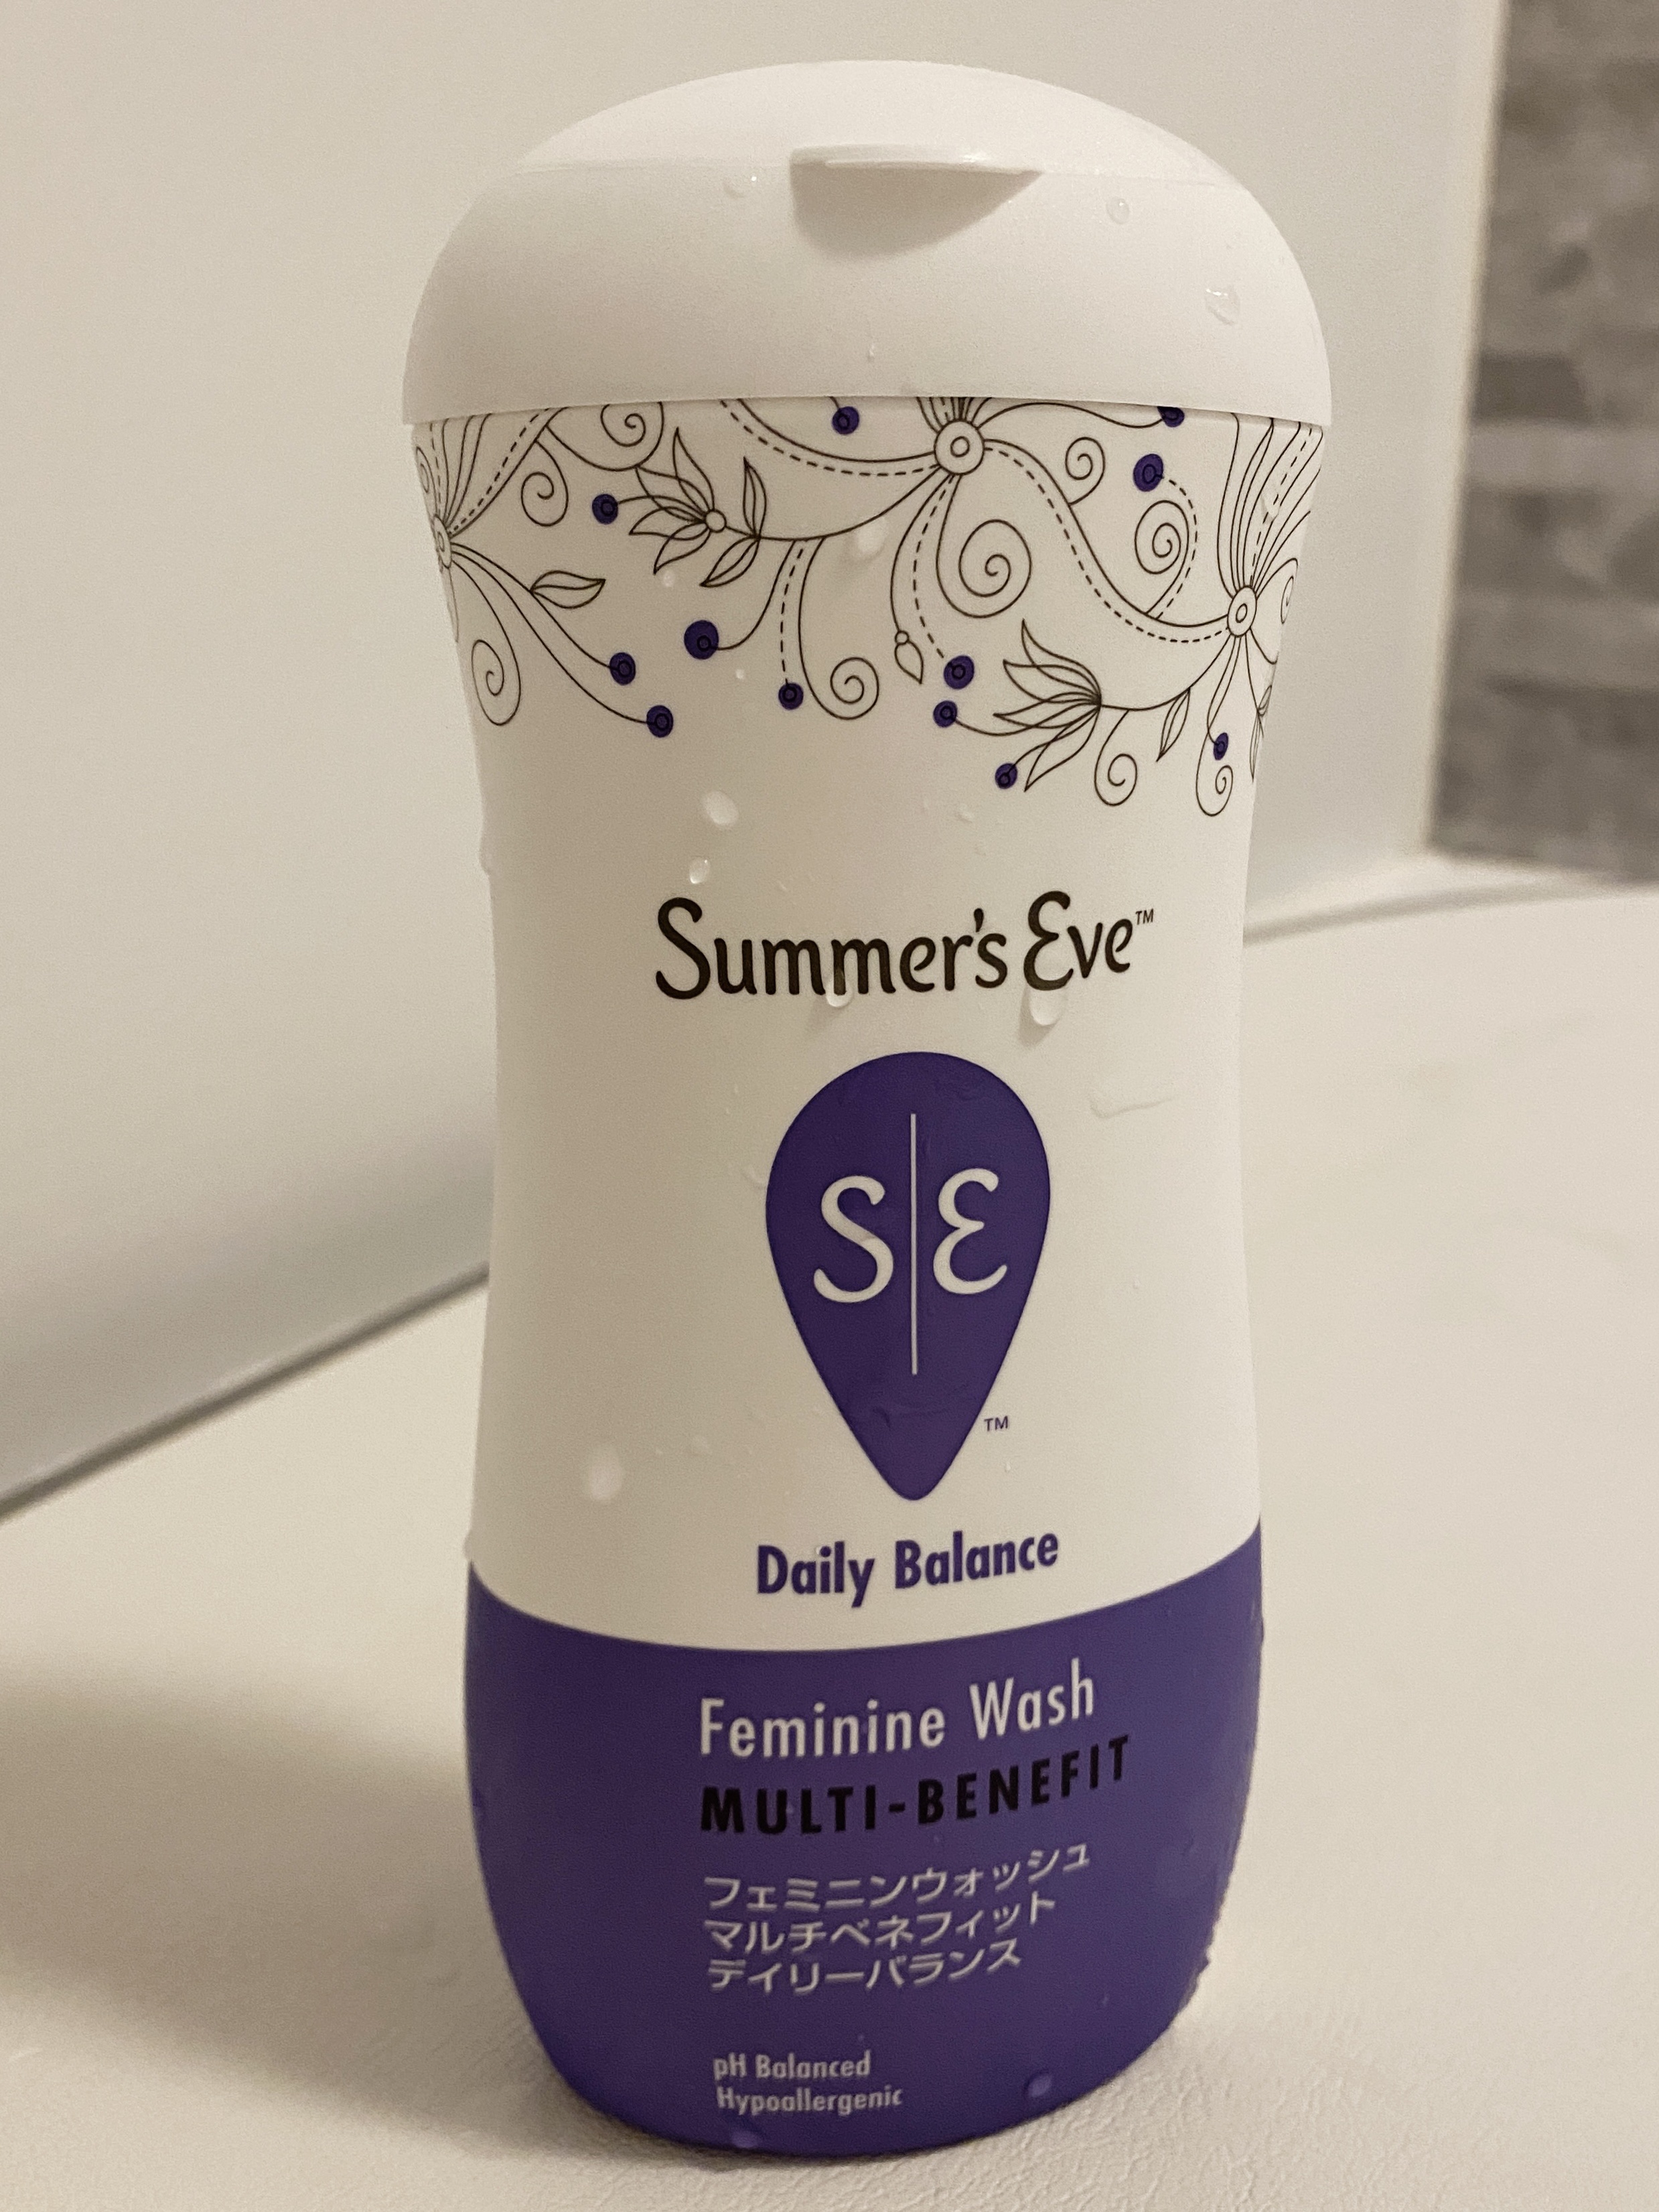 Summer's Eve™
S|E
™
Daily Balance
Feminine Wash
MULTI-BENEFIT
フェミニンウォッシュ
マルチベネフィット
デイリーバランス
pH Balanced
Hypoallergenic